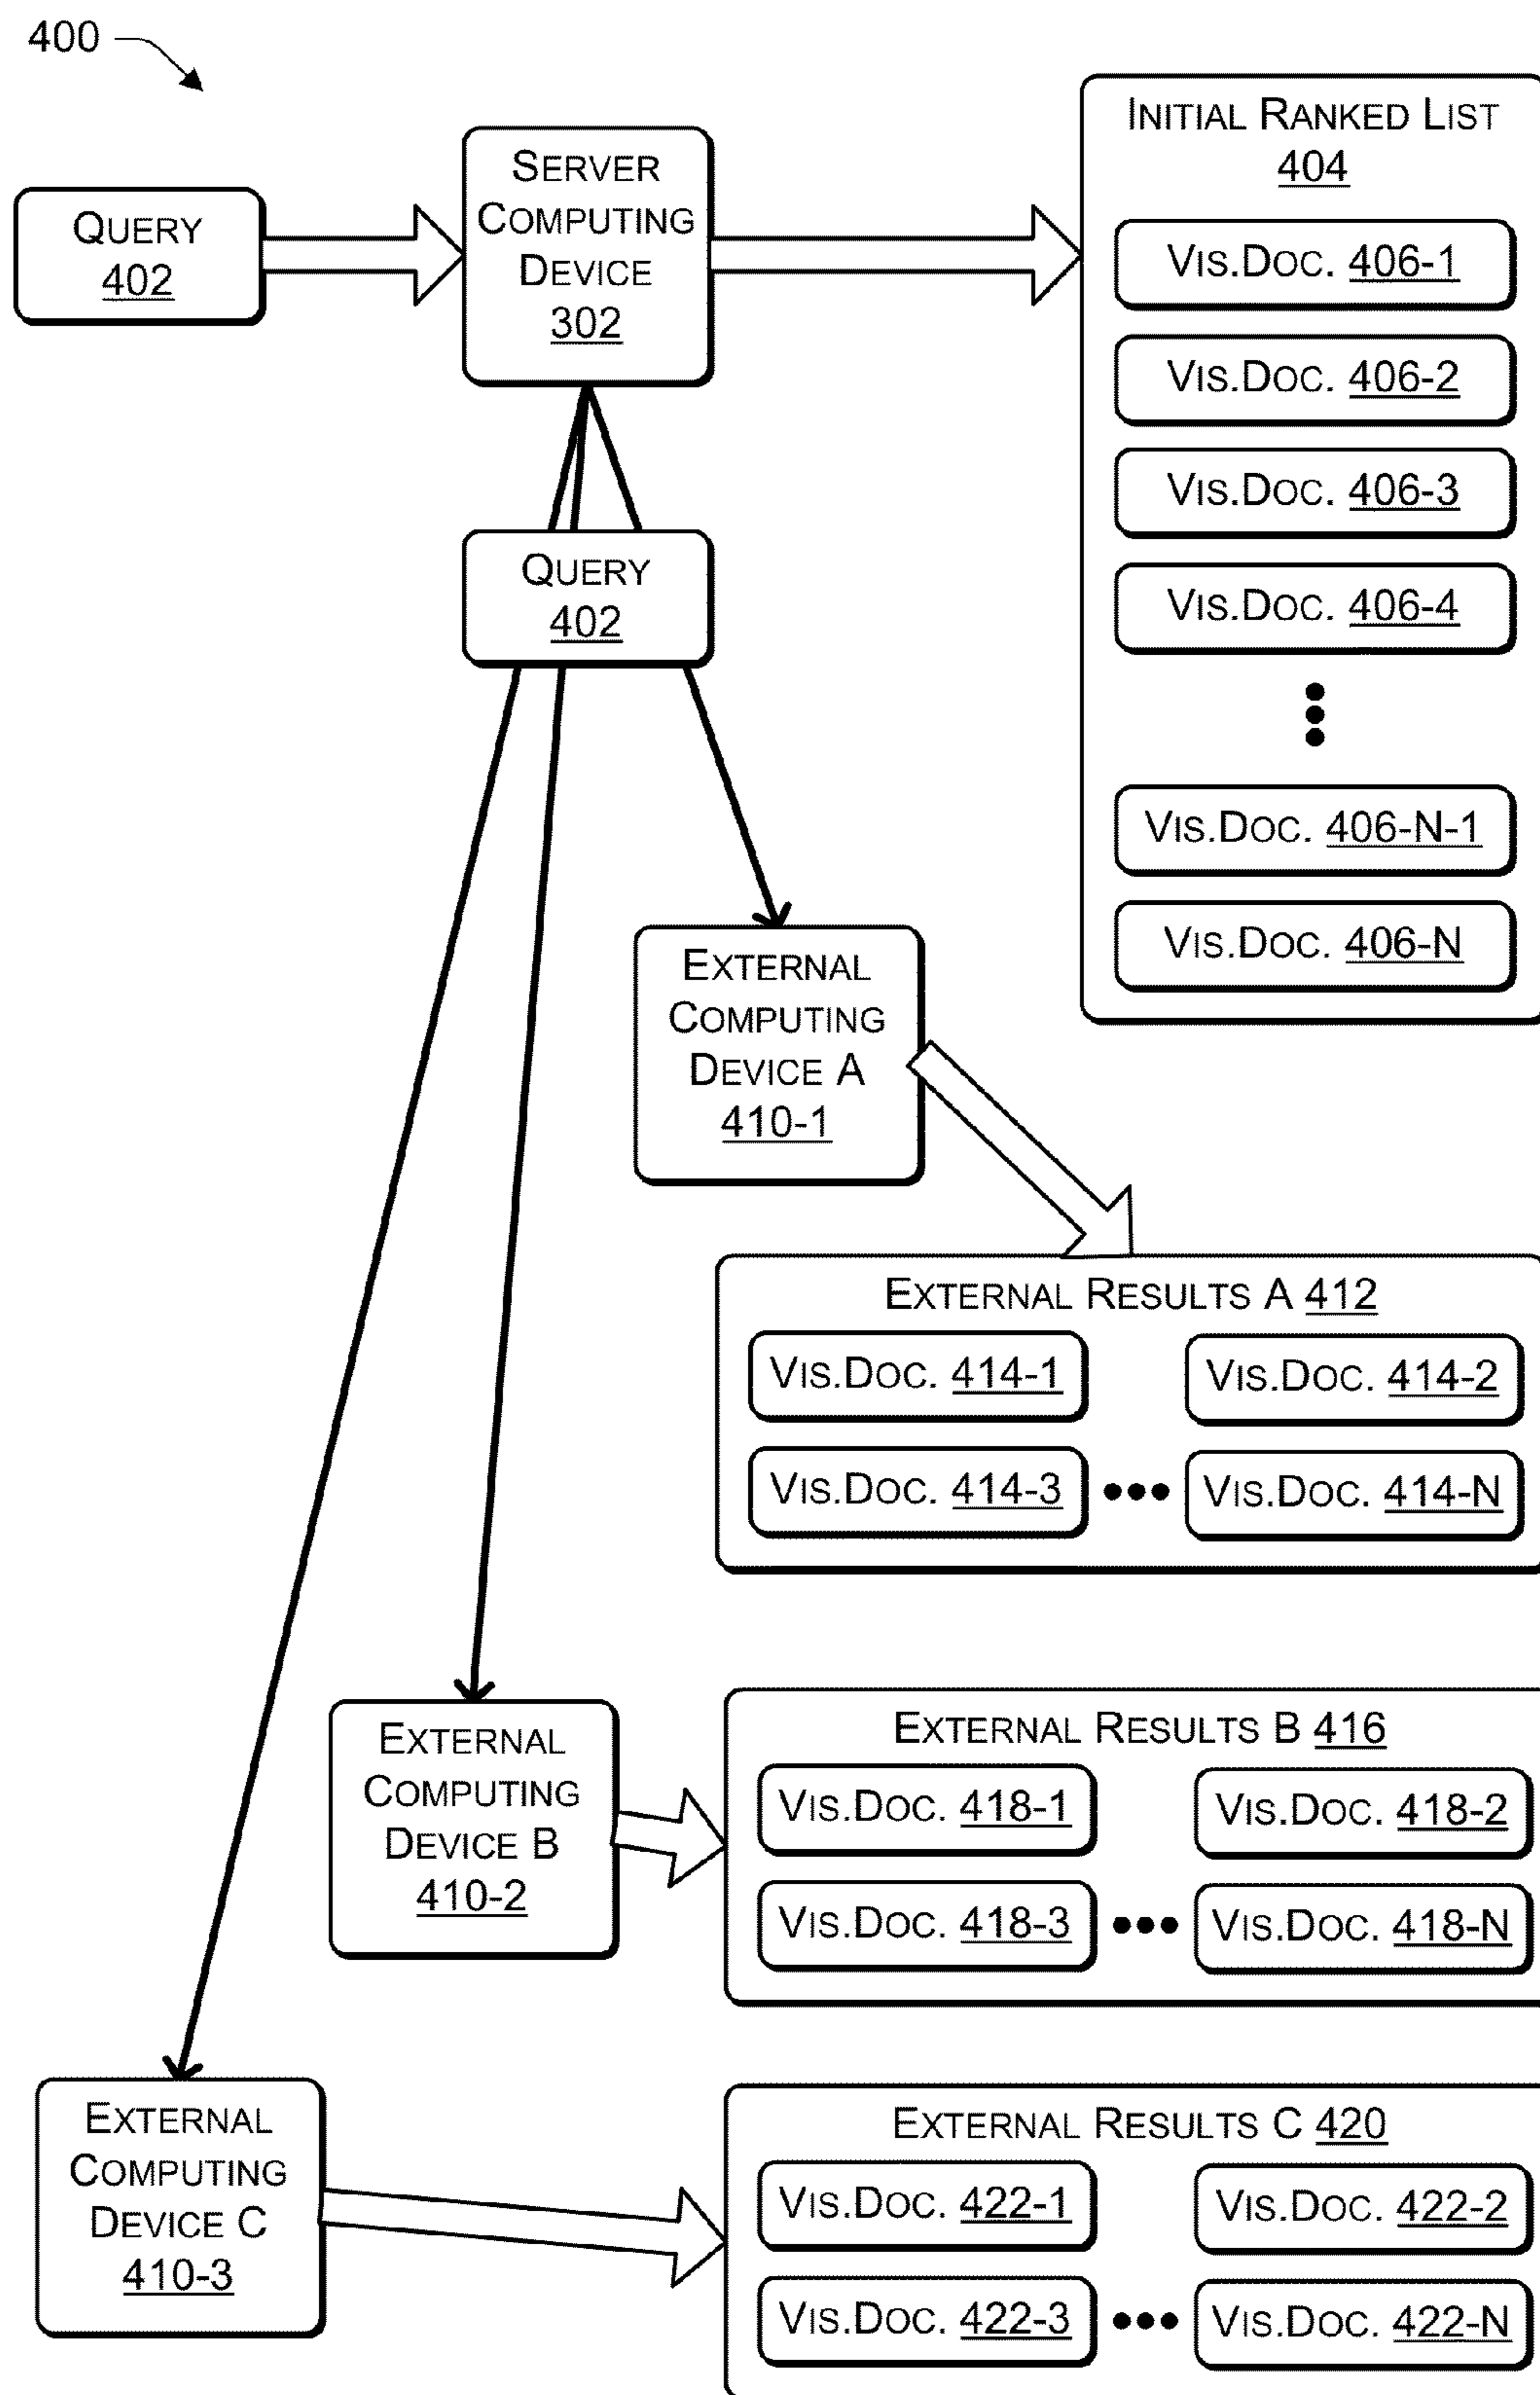 400
QUERY
402
SERVER
COMPUTING
DEVICE
302
INITIAL RANKED LIST
404
VIS.DOC. 406-1
VIS.DOC. 406-2
VIS.DOC. 406-3
VIS.DOC. 406-4
VIS.DOC. 406-N-1
VIS.DOC. 406-N
QUERY
402
EXTERNAL
COMPUTING
DEVICE A
410-1
EXTERNAL RESULTS A 412
VIS.DOC. 414-1
VIS.DOC. 414-2
VIS.DOC. 414-3
VIS.DOC. 414-N
EXTERNAL
COMPUTING
DEVICE B
410-2
EXTERNAL RESULTS B 416
VIS.DOC. 418-1
VIS.DOC. 418-2
VIS.DOC. 418-3
VIS.DOC. 418-N
EXTERNAL
COMPUTING
DEVICE C
410-3
EXTERNAL RESULTS C 420
VIS.DOC. 422-1
VIS.DOC. 422-2
VIS.DOC. 422-3
VIS.DOC. 422-N